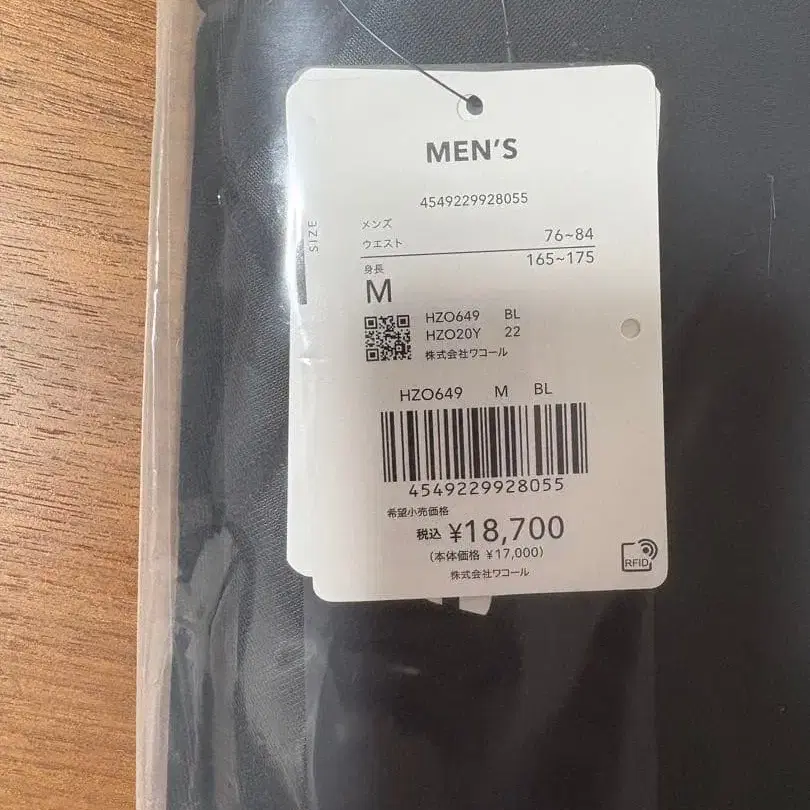 MEN'S
4549229928055
SIZE
メンズ
ウエスト 76~84
身長 165~175
M
HZO649 BL
HZO20Y 22
株式会社ワコール
HZO649 M BL
4549229928055
希望小売価格
税込 ¥18,700
(本体価格 ¥17,000)
株式会社ワコール
RFID